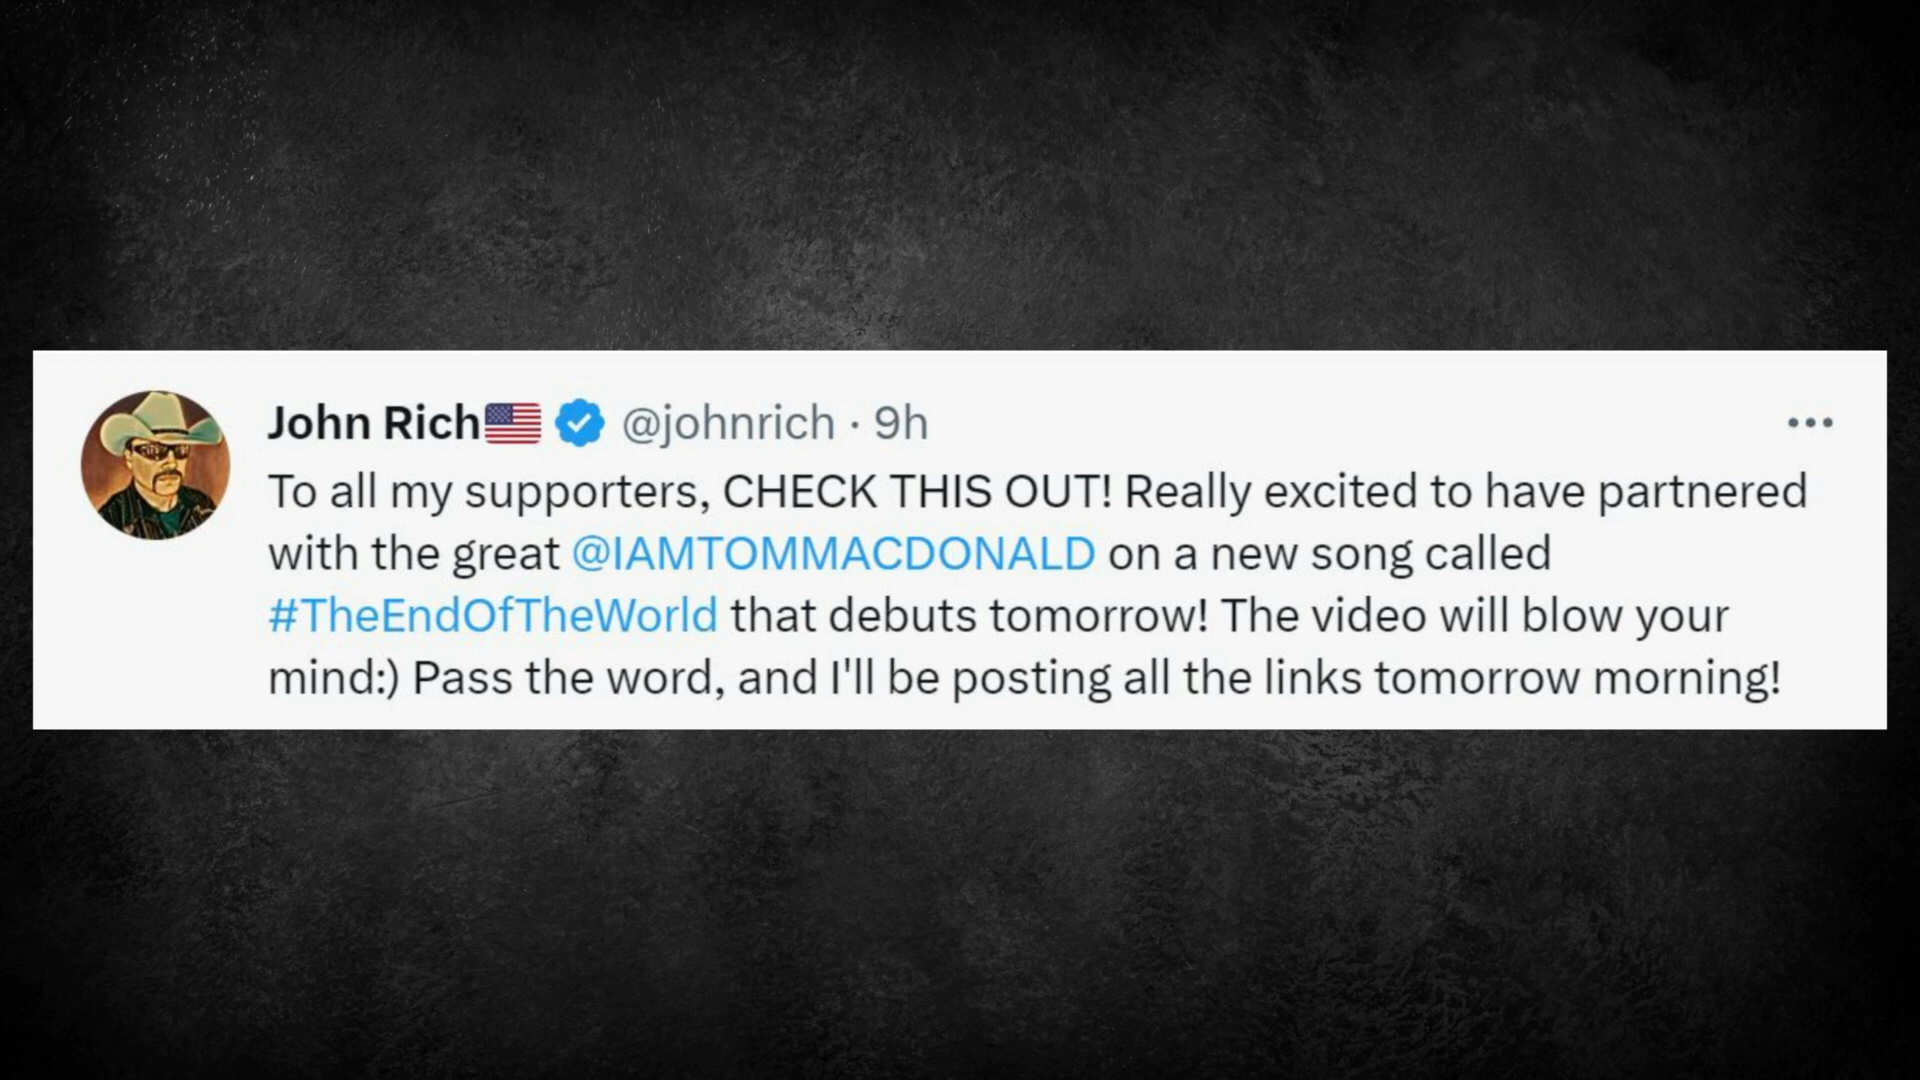 John Rich🇺🇸 @johnrich · 9h
To all my supporters, CHECK THIS OUT! Really excited to have partnered
with the great @IAMTOMMACDONALD on a new song called
#TheEndOfTheWorld that debuts tomorrow! The video will blow your
mind:) Pass the word, and I'll be posting all the links tomorrow morning!